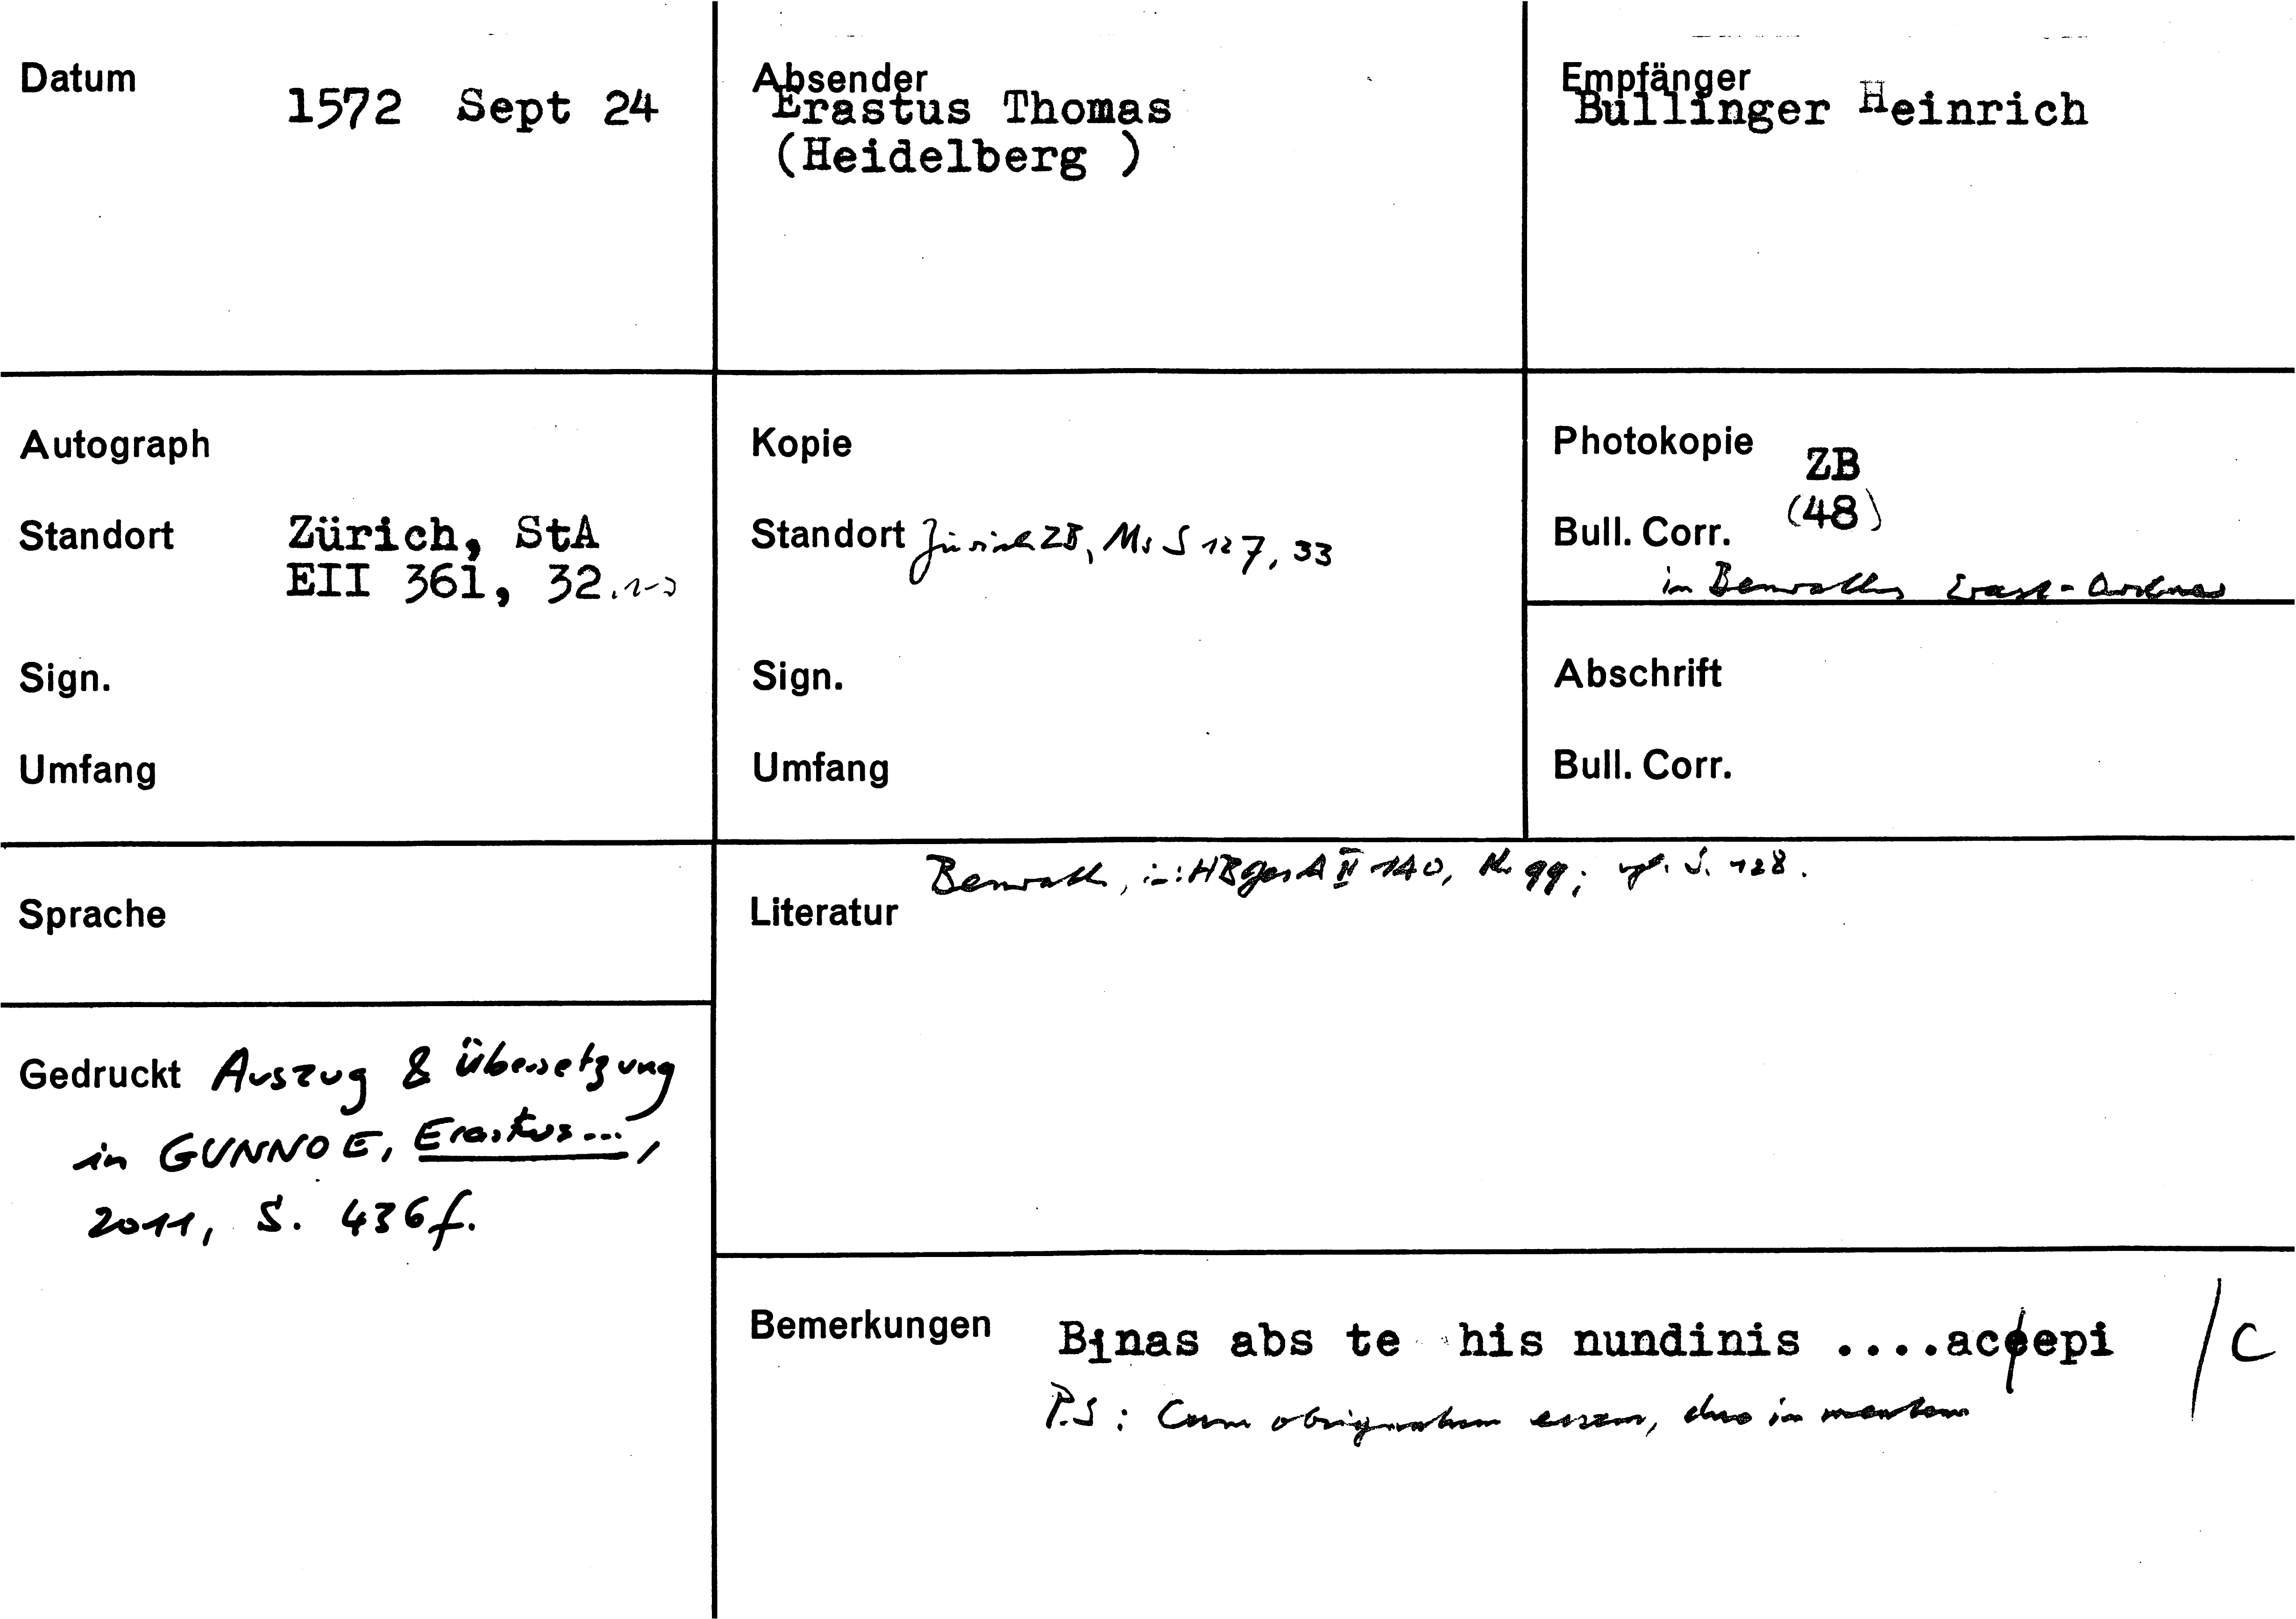 Datum
1572 Sept 24
Absender
Erastus Thomas
(Heidelberg )
Empfänger
Bullinger Heinrich
Autograph
Standort Zürich, StA
EII 361, 32.
Sign.
Umfang
Kopie
Standort Zürich ZB, Ms S 127, 33
Sign.
Umfang
Photokopie ZB
Bull. Corr. (48)
in Benraths Erast-
Abschrift
Bull. Corr.
Sprache
Benrath, in: HBGesA II 140, Nr. 99; vgl. S. 128.
Literatur
Gedruckt Auszug & Übersetzung
in GUNNOE, Erastus...,
2011, S. 436f.
Bemerkungen Binas abs te his nundinis ....accepi /C
P.S: Cum obsignatum essem, duo in mentem